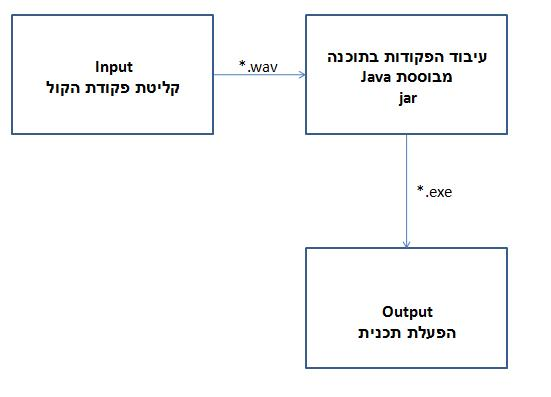 Input
קליטת פקודת הקול
*.wav
עיבוד הפקודות בתוכנה
מבוססת Java
jar
*.exe
Output
הפעלת תכנית